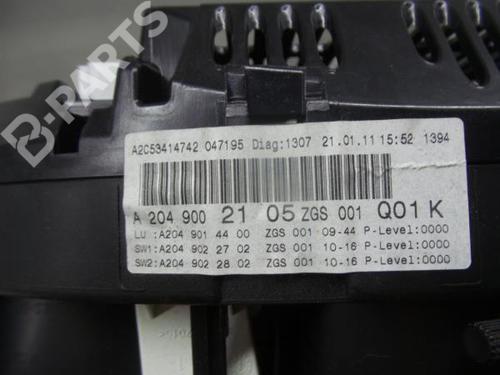 B-PARTS
A2C53414742 047195 Diag:1307 21.01.11 15:52 1394
A 204 900 21 05 ZGS 001 Q01 K
LU :A204 901 44 00 ZGS 001 09-44 P-Level:0000
SW1:A204 902 27 02 ZGS 001 10-16 P-Level:0000
SW2:A204 902 28 02 ZGS 001 10-16 P-Level:0000